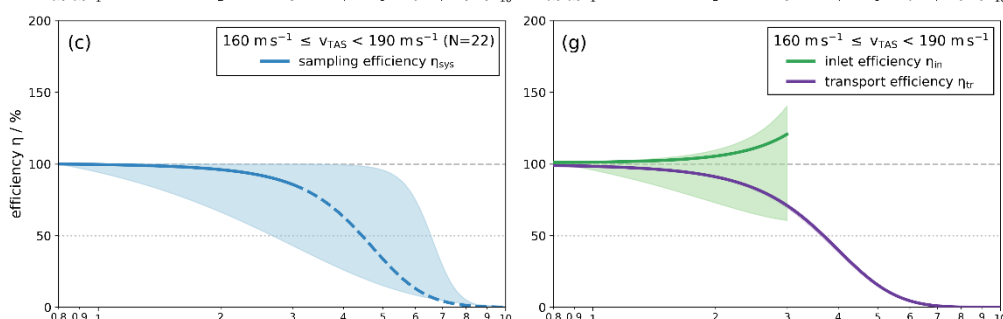 200
(c)
160 m s⁻¹ ≤ v_TAS < 190 m s⁻¹ (N=22)
sampling efficiency η_sys
150
100
50
0
efficiency η / %
0.8 0.9 1 2 3 4 5 6 7 8 9 10
200
(g)
160 m s⁻¹ ≤ v_TAS < 190 m s⁻¹
inlet efficiency η_in
transport efficiency η_tr
150
100
50
0
0.8 0.9 1 2 3 4 5 6 7 8 9 10